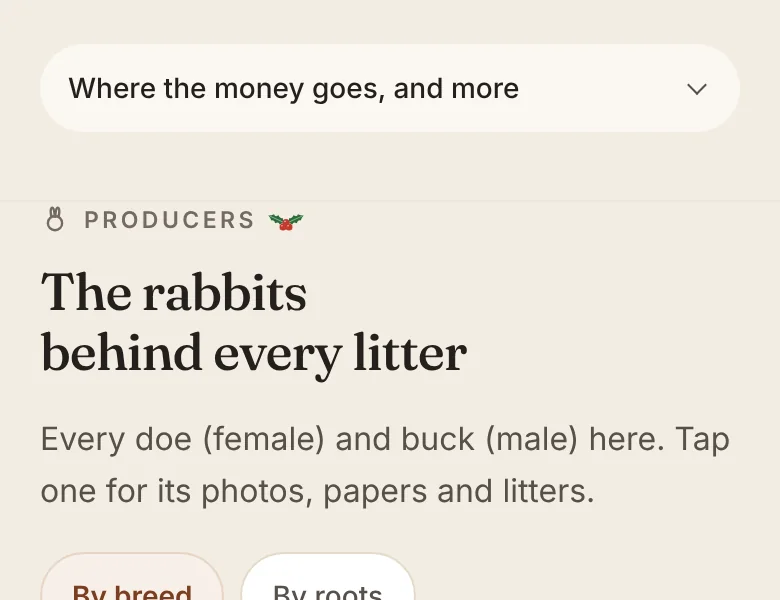 Where the money goes, and more
PRODUCERS
The rabbits
behind every litter
Every doe (female) and buck (male) here. Tap
one for its photos, papers and litters.
By breed
By roots